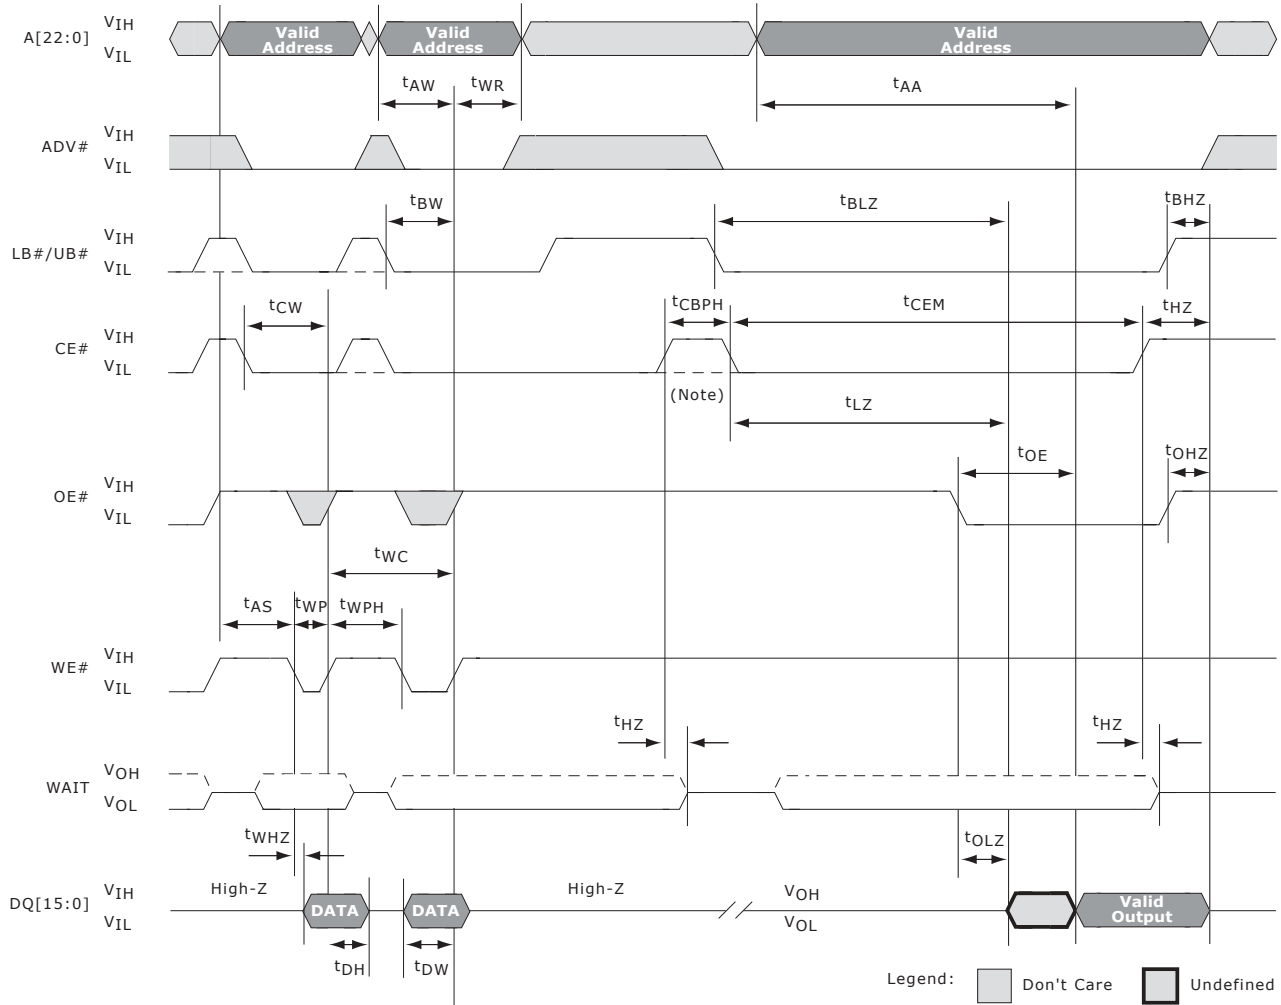 A[22:0]
VIH
VIL
Valid
Address
Valid
Address
Valid
Address
tAW
tWR
tAA
ADV#
VIH
VIL
tBW
tBLZ
tBHZ
LB#/UB#
VIH
VIL
tCW
tCBPH
tCEM
tHZ
CE#
VIH
VIL
(Note)
tLZ
tOE
tOHZ
OE#
VIH
VIL
tWC
tAS
tWP
tWPH
WE#
VIH
VIL
tHZ
tHZ
WAIT
VOH
VOL
tWHZ
tOLZ
DQ[15:0]
VIH
VIL
High-Z
DATA
DATA
High-Z
VOH
VOL
Valid
Output
tDH
tDW
Legend:
Don't Care
Undefined